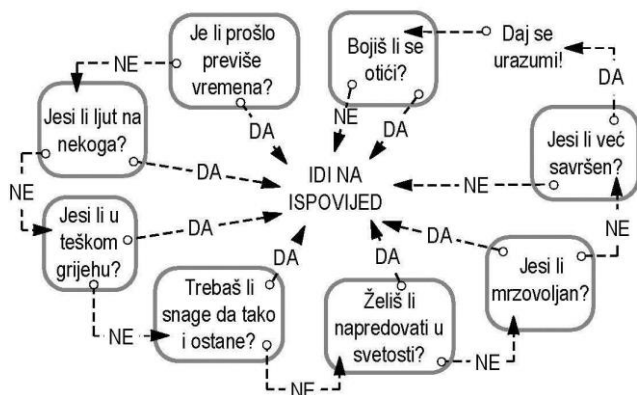 Je li prošlo
previše
vremena?
NE
DA
Jesi li ljut na
nekoga?
NE
DA
Jesi li u
teškom
grijehu?
DA
NE
Trebaš li
snage da tako
i ostane?
DA
NE
Želiš li
napredovati u
svetosti?
DA
NE
Jesi li
mrzovoljan?
DA
NE
Jesi li već
savršen?
NE
DA
Daj se
urazumi!
Bojiš li se
otići?
NE
DA
IDI NA
ISPOVIJED